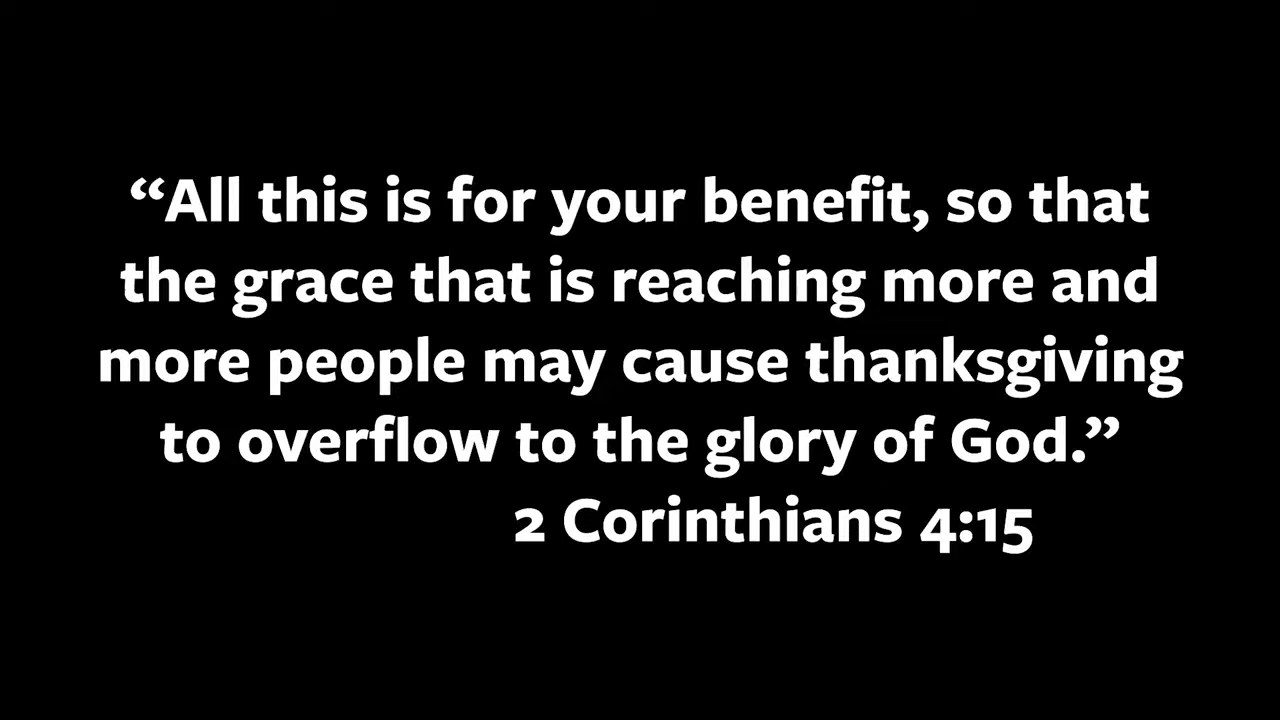 “All this is for your benefit, so that
the grace that is reaching more and
more people may cause thanksgiving
to overflow to the glory of God.”
2 Corinthians 4:15